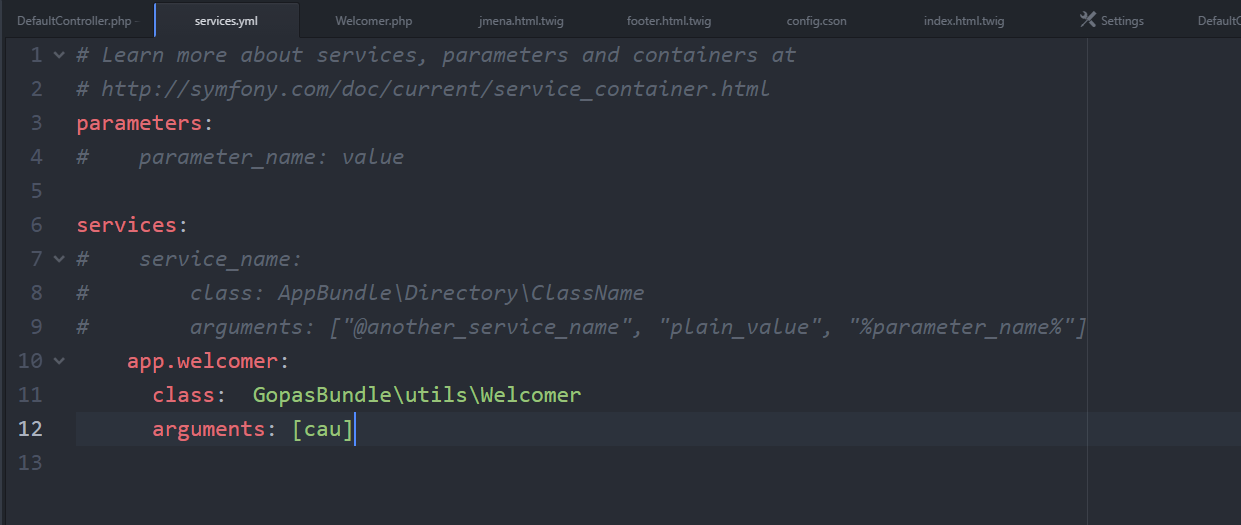 DefaultController.php services.yml Welcomer.php jmena.html.twig footer.html.twig config.cson index.html.twig Settings DefaultC
1 # Learn more about services, parameters and containers at
2 # http://symfony.com/doc/current/service_container.html
3 parameters:
4 #    parameter_name: value
5
6 services:
7 #    service_name:
8 #        class: AppBundle\Directory\ClassName
9 #        arguments: ["@another_service_name", "plain_value", "%parameter_name%"]
10     app.welcomer:
11       class:  GopasBundle\utils\Welcomer
12       arguments: [cau]
13